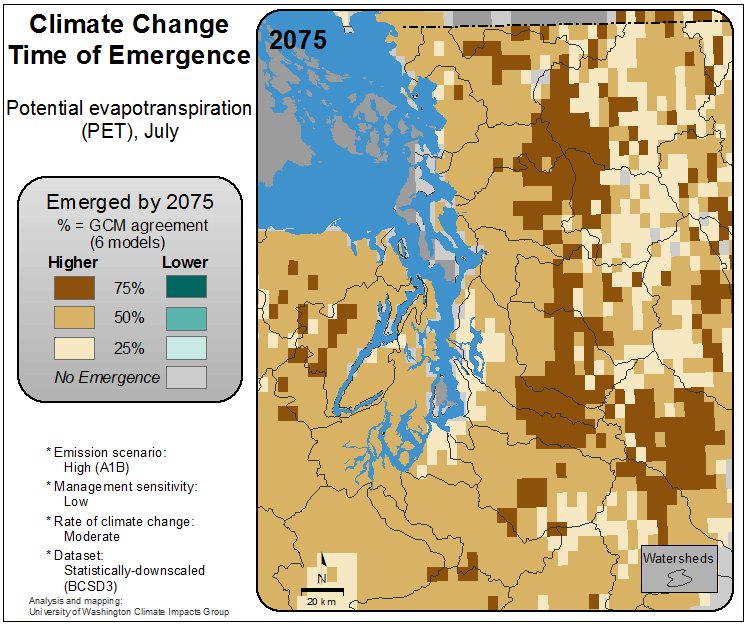 Climate Change
Time of Emergence
Potential evapotranspiration
(PET), July
Emerged by 2075
% = GCM agreement
(6 models)
Higher Lower
75%
50%
25%
No Emergence
* Emission scenario:
High (A1B)
* Management sensitivity:
Low
* Rate of climate change:
Moderate
* Dataset:
Statistically-downscaled
(BCSD3)
Analysis and mapping:
University of Washington Climate Impacts Group
2075
N
20 km
Watersheds